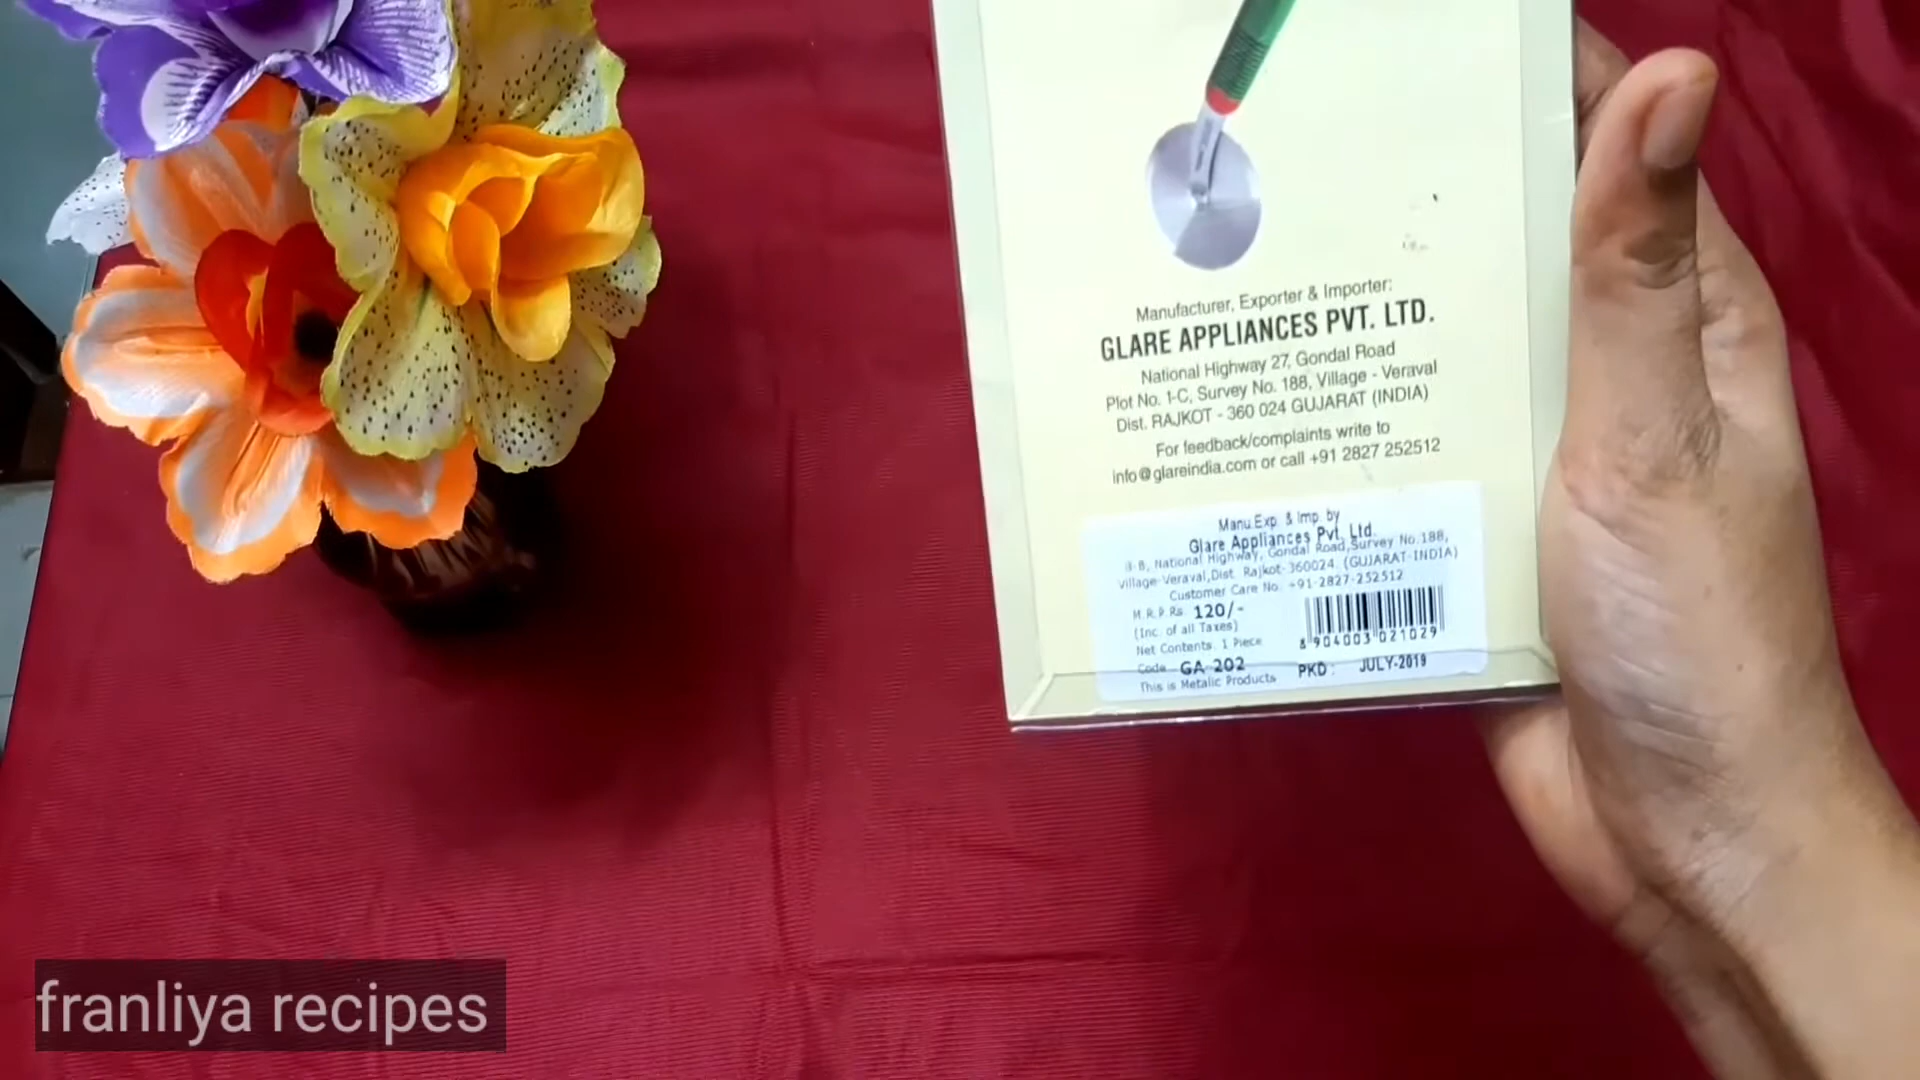 Manufacturer, Exporter & Importer:
GLARE APPLIANCES PVT. LTD.
National Highway 27, Gondal Road
Plot No. 1-C, Survey No. 188, Village - Veraval
Dist. RAJKOT - 360 024 GUJARAT (INDIA)
For feedback/complaints write to
info@glareindia.com or call +91 2827 252512
Manu.Exp. & Imp. by
Glare Appliances Pvt. Ltd.
National Highway, Gondal Road,Survey No.188,
Village-Veraval,Dist. Rajkot-360024. (GUJARAT-INDIA)
Customer Care No. +91-2827-252512
M.R.P.Rs. 120/-
(Inc. of all Taxes)
Net Contents. 1 Piece
8 904003 021029
Code GA-202
PKD : JULY-2019
This is Metalic Products
franliya recipes